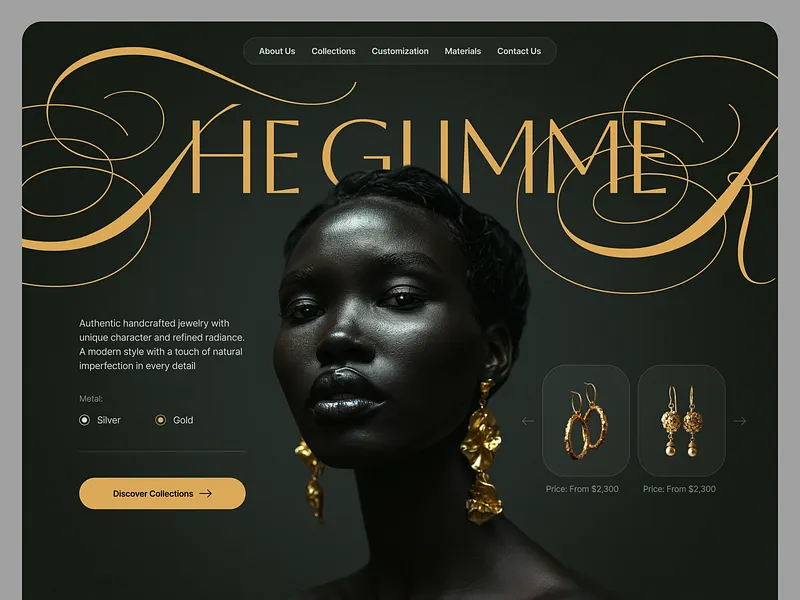 About Us Collections Customization Materials Contact Us
THE GLIMMER
Authentic handcrafted jewelry with
unique character and refined radiance.
A modern style with a touch of natural
imperfection in every detail
Metal:
Silver Gold
Discover Collections →
← →
Price: From $2,300 Price: From $2,300